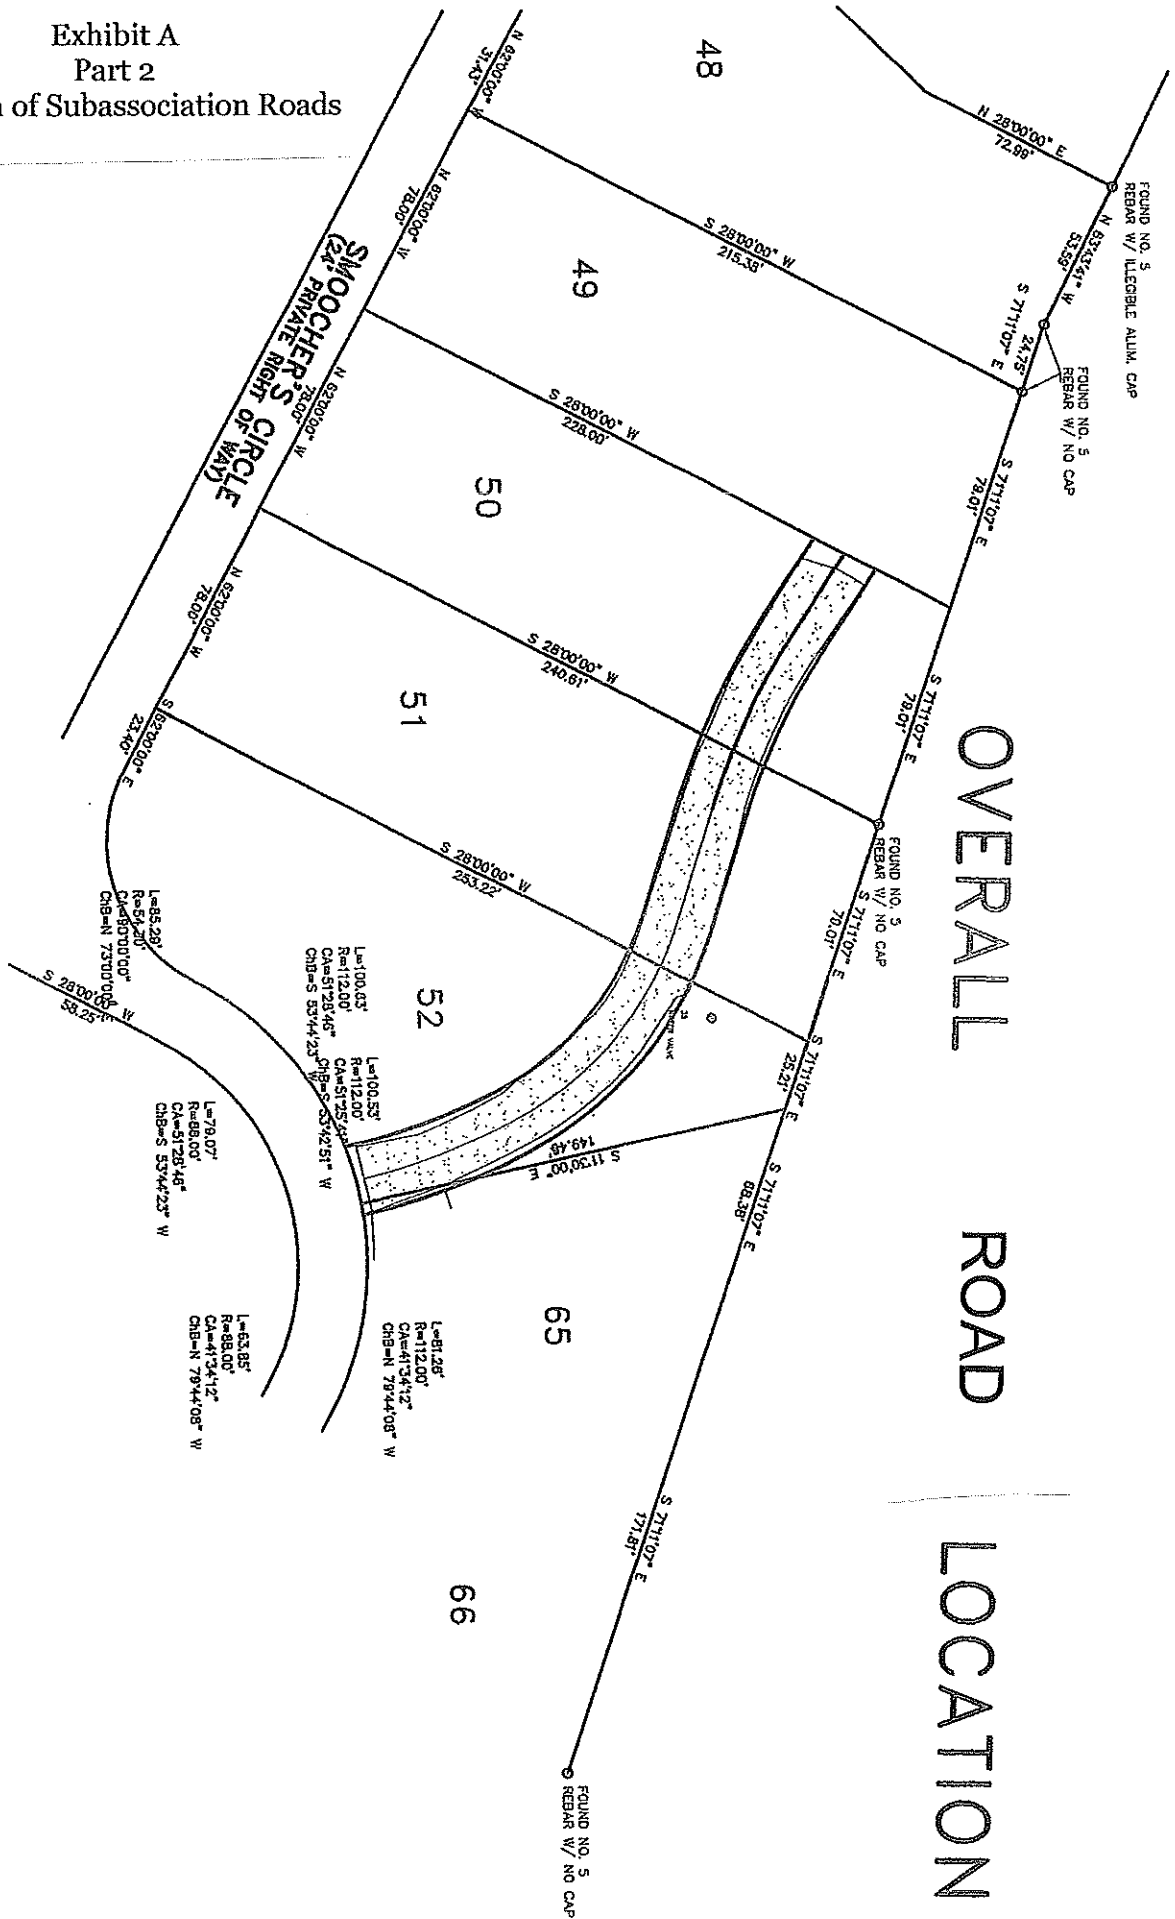 Exhibit A
Part 2
of Subassociation Roads
OVERALL ROAD LOCATION
48
N 28°00'00" E
72.99'
FOUND NO. 5
REBAR W/ ILLEGIBLE ALUM. CAP
N 63°43'41" W
53.59'
S 71°11'07" E
24.75'
FOUND NO. 5
REBAR W/ NO CAP
N 62°00'00" W
31.43'
S 28°00'00" W
215.38'
S 71°11'07" E
79.01'
49
N 62°00'00" W
78.00'
SMOOCHER'S CIRCLE
(24' PRIVATE RIGHT OF WAY)
S 28°00'00" W
228.00'
N 62°00'00" W
78.00'
50
S 71°11'07" E
79.01'
S 28°00'00" W
240.61'
N 62°00'00" W
78.00'
51
FOUND NO. 5
REBAR W/ NO CAP
S 71°11'07" E
79.01'
S 62°00'00" E
23.40'
S 28°00'00" W
253.22'
52
S 71°11'07" E
25.21'
L=85.29'
CA=90°00'00"
ChB=N 73°00'00"
S 28°00'00" W
58.25'
L=100.63'
R=112.00'
CA=51°28'46"
ChB=S 53°44'23" W
L=100.53'
R=112.00'
ChB=S 53°42'51" W
S 11°30'00" E
149.46'
S 71°11'07" E
68.38'
L=79.07'
R=88.00'
CA=51°28'46"
ChB=S 53°44'23" W
65
L=81.26'
R=112.00'
CA=41°34'12"
ChB=N 79°44'08" W
L=63.85'
R=88.00'
CA=41°34'12"
ChB=N 79°44'08" W
S 71°11'07" E
171.81'
66
FOUND NO. 5
REBAR W/ NO CAP